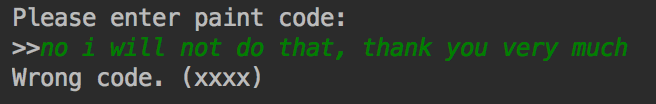 Please enter paint code:
>>no i will not do that, thank you very much
Wrong code. (xxxx)